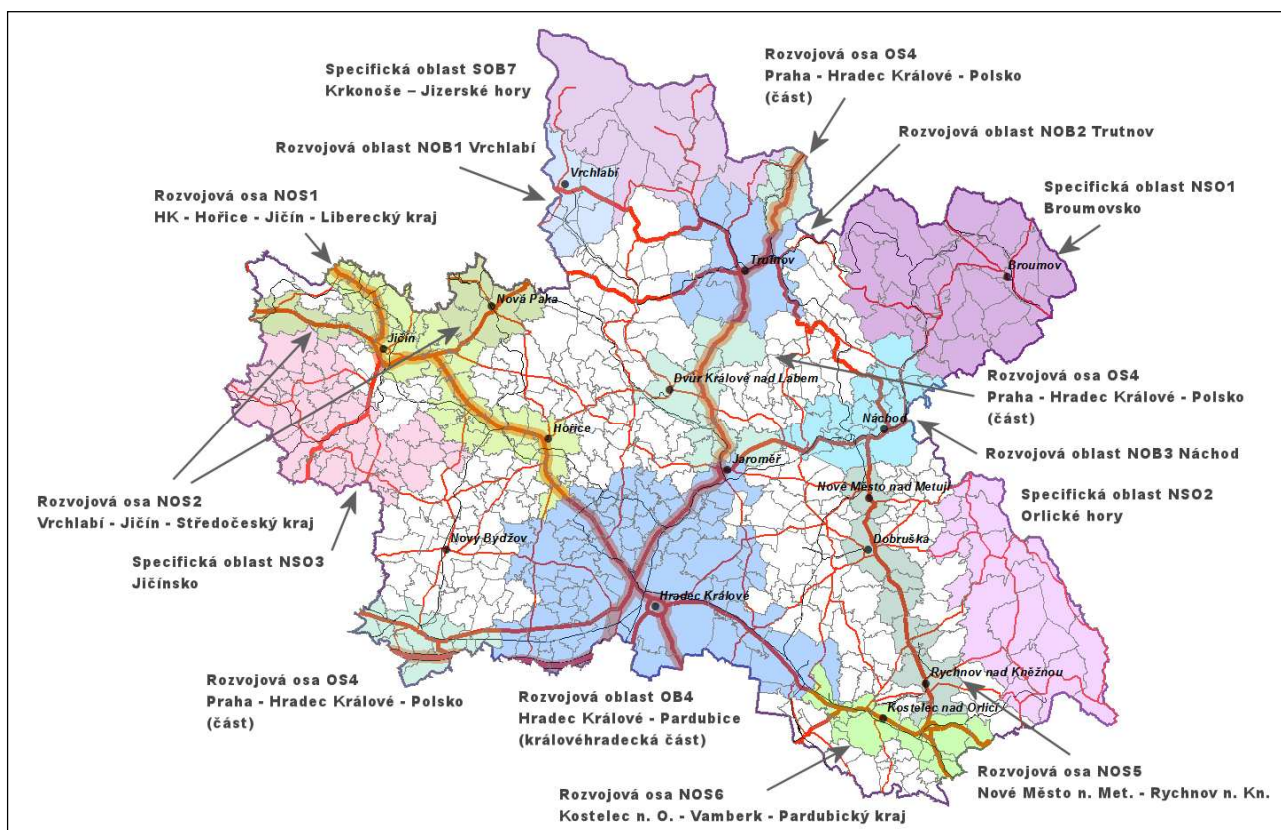 Specifická oblast SOB7
Krkonoše – Jizerské hory
Rozvojová osa OS4
Praha - Hradec Králové - Polsko
(část)
Rozvojová oblast NOB1 Vrchlabí
Rozvojová oblast NOB2 Trutnov
Rozvojová osa NOS1
HK - Hořice - Jičín - Liberecký kraj
Specifická oblast NSO1
Broumovsko
Vrchlabí
Trutnov
Broumov
Nová Paka
Jičín
Dvůr Králové nad Labem
Rozvojová osa OS4
Praha - Hradec Králové - Polsko
(část)
Hořice
Náchod
Jaroměř
Rozvojová oblast NOB3 Náchod
Rozvojová osa NOS2
Vrchlabí - Jičín - Středočeský kraj
Nové Město nad Metují
Specifická oblast NSO2
Orlické hory
Specifická oblast NSO3
Jičínsko
Nový Bydžov
Dobruška
Hradec Králové
Rozvojová osa OS4
Praha - Hradec Králové - Polsko
(část)
Rozvojová oblast OB4
Hradec Králové - Pardubice
(královéhradecká část)
Rychnov nad Kněžnou
Kostelec nad Orlicí
Rozvojová osa NOS5
Nové Město n. Met. - Rychnov n. Kn.
Rozvojová osa NOS6
Kostelec n. O. - Vamberk - Pardubický kraj